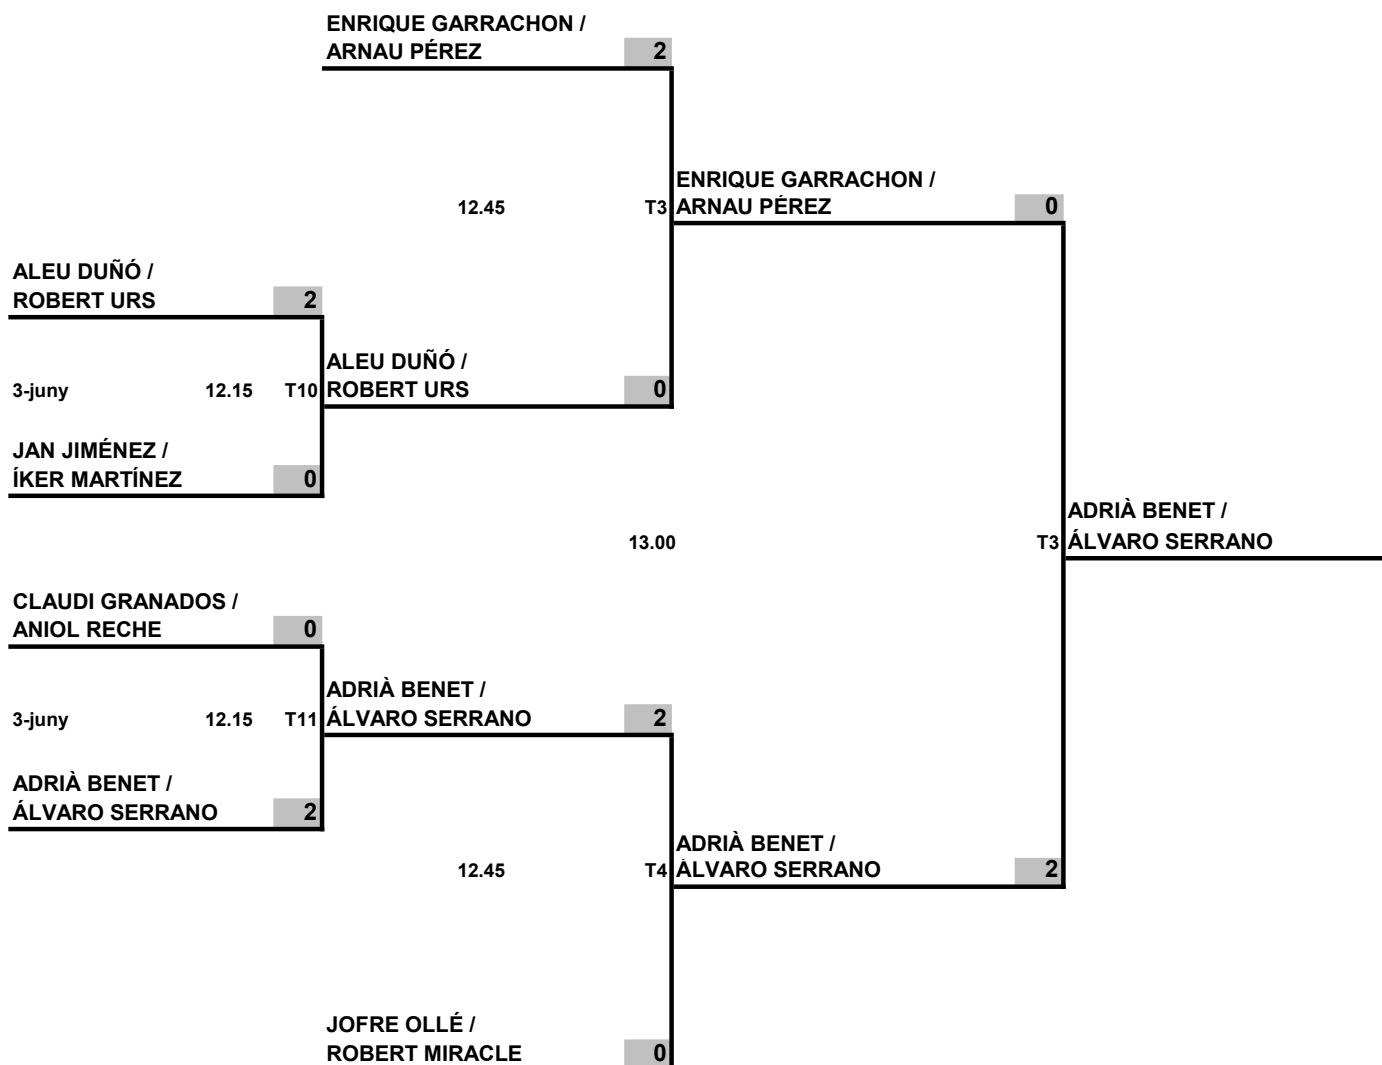 ENRIQUE GARRACHON /
ARNAU PÉREZ 2
ENRIQUE GARRACHON /
12.45 T3 ARNAU PÉREZ 0
ALEU DUÑÓ /
ROBERT URS 2
ALEU DUÑÓ /
3-juny 12.15 T10 ROBERT URS 0
JAN JIMÉNEZ /
ÍKER MARTÍNEZ 0
ADRIÀ BENET /
13.00 T3 ÁLVARO SERRANO
CLAUDI GRANADOS /
ANIOL RECHE 0
ADRIÀ BENET /
3-juny 12.15 T11 ÁLVARO SERRANO 2
ADRIÀ BENET /
ÁLVARO SERRANO 2
ADRIÀ BENET /
12.45 T4 ÁLVARO SERRANO 2
JOFRE OLLÉ /
ROBERT MIRACLE 0